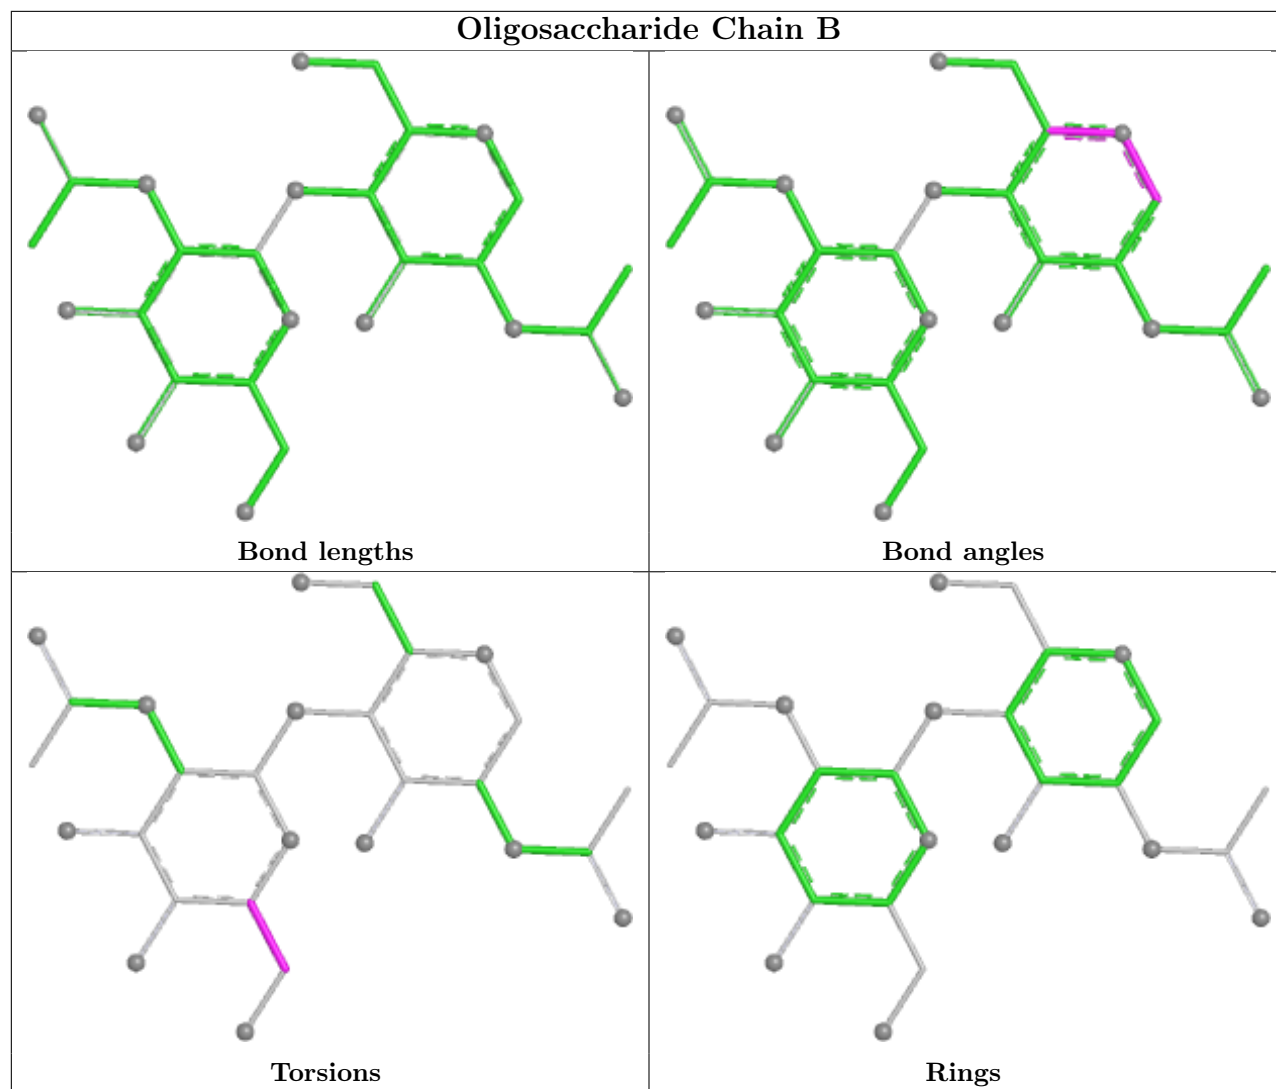 Oligosaccharide Chain B
Bond lengths
Bond angles
Torsions
Rings